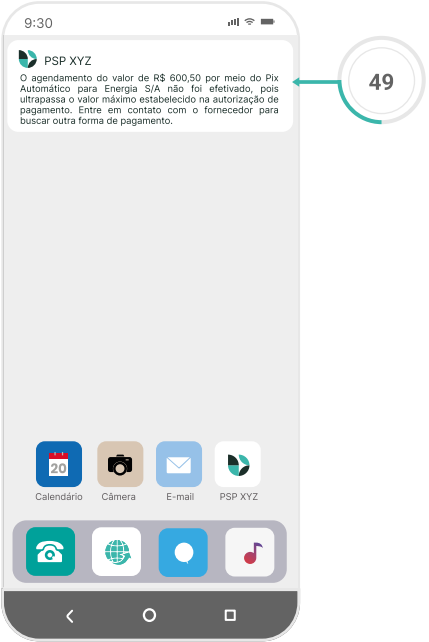 9:30
PSP XYZ
O agendamento do valor de R$ 600,50 por meio do Pix
Automático para Energia S/A não foi efetivado, pois
ultrapassa o valor máximo estabelecido na autorização de
pagamento. Entre em contato com o fornecedor para
buscar outra forma de pagamento.
49
20
Calendário Câmera E-mail PSP XYZ